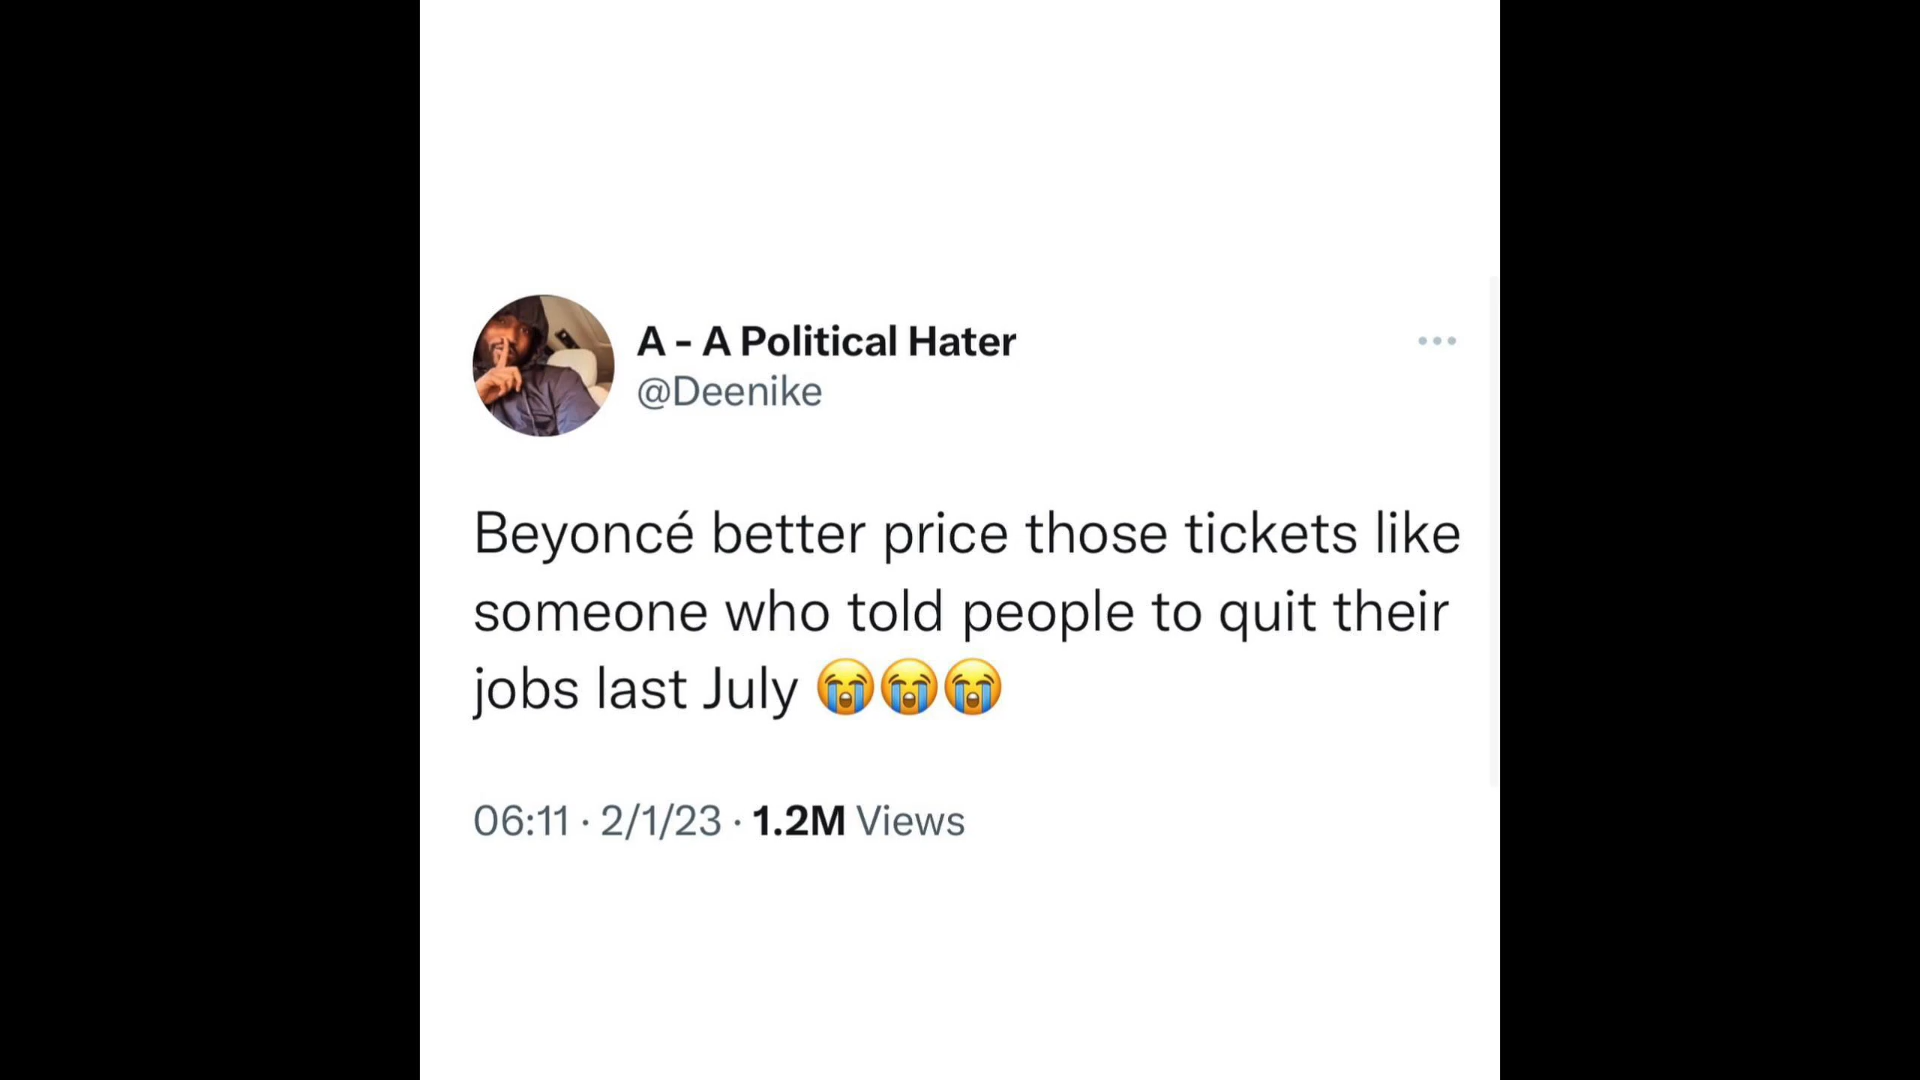 A - A Political Hater
@Deenike
Beyoncé better price those tickets like
someone who told people to quit their
jobs last July 😭😭😭
06:11 · 2/1/23 · 1.2M Views